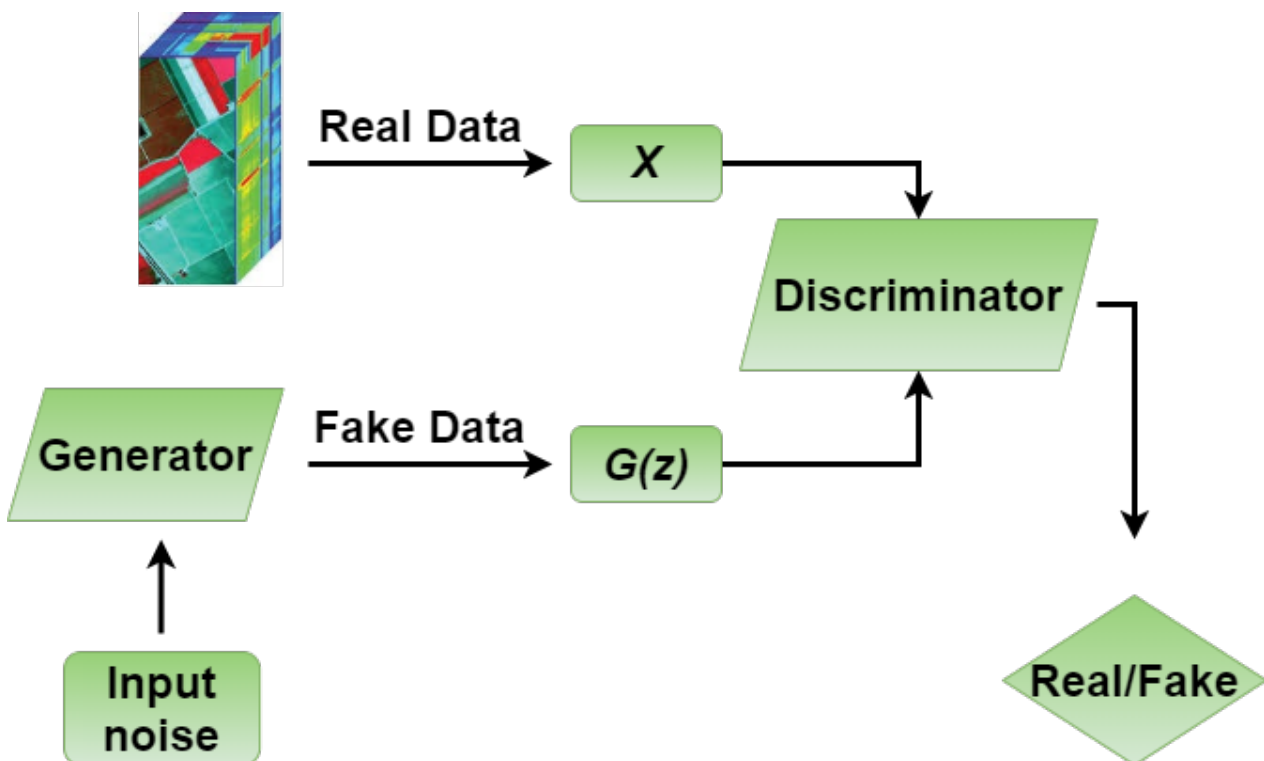 Real Data
X
Discriminator
Generator
Fake Data
G(z)
Input
noise
Real/Fake